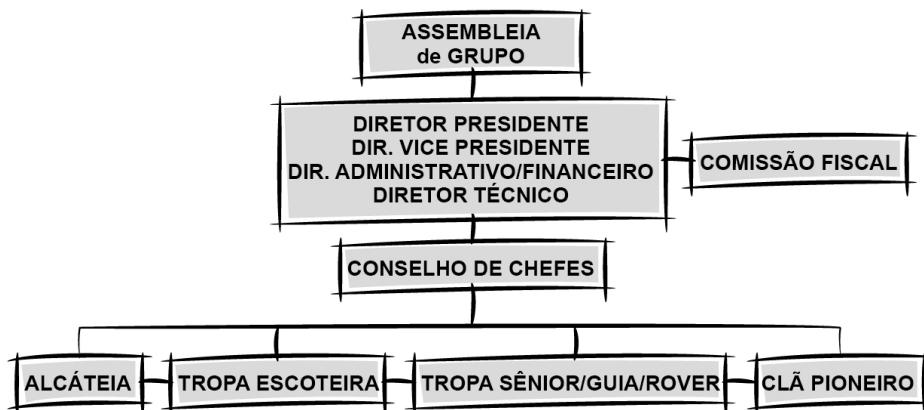 ASSEMBLEIA
de GRUPO
DIRETOR PRESIDENTE
DIR. VICE PRESIDENTE
DIR. ADMINISTRATIVO/FINANCEIRO
DIRETOR TÉCNICO
COMISSÃO FISCAL
CONSELHO DE CHEFES
ALCÁTEIA
TROPA ESCOTEIRA
TROPA SÊNIOR/GUIA/ROVER
CLÃ PIONEIRO